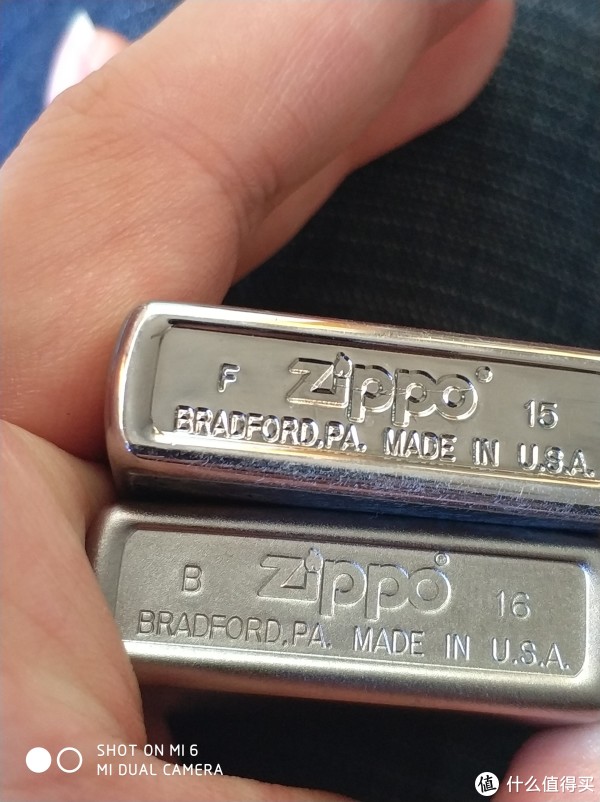 F zippo 15
BRADFORD,PA. MADE IN U.S.A.
B zippo 16
BRADFORD,PA. MADE IN U.S.A.
SHOT ON MI 6
MI DUAL CAMERA
值 什么值得买